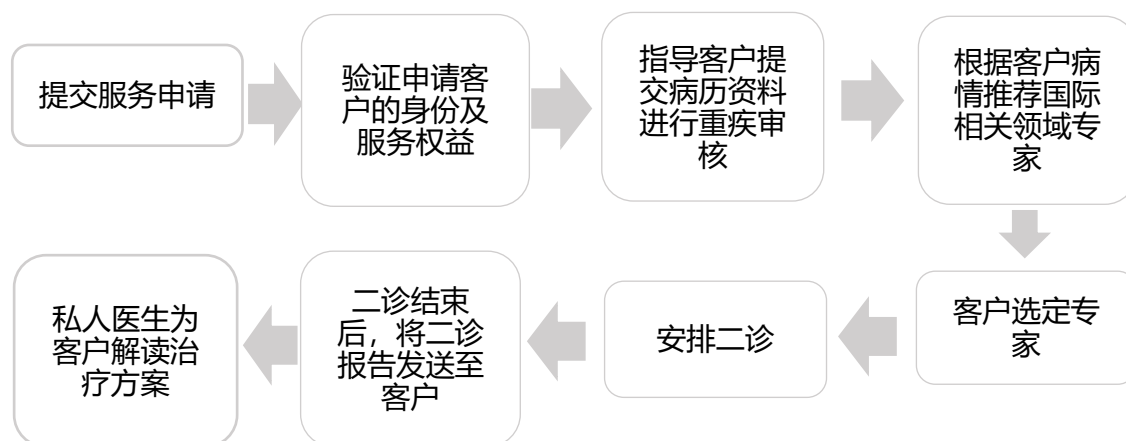 提交服务申请
验证申请客
户的身份及
服务权益
指导客户提
交病历资料
进行重疾审
核
根据客户病
情推荐国际
相关领域专
家
客户选定专
家
安排二诊
二诊结束
后，将二诊
报告发送至
客户
私人医生为
客户解读治
疗方案